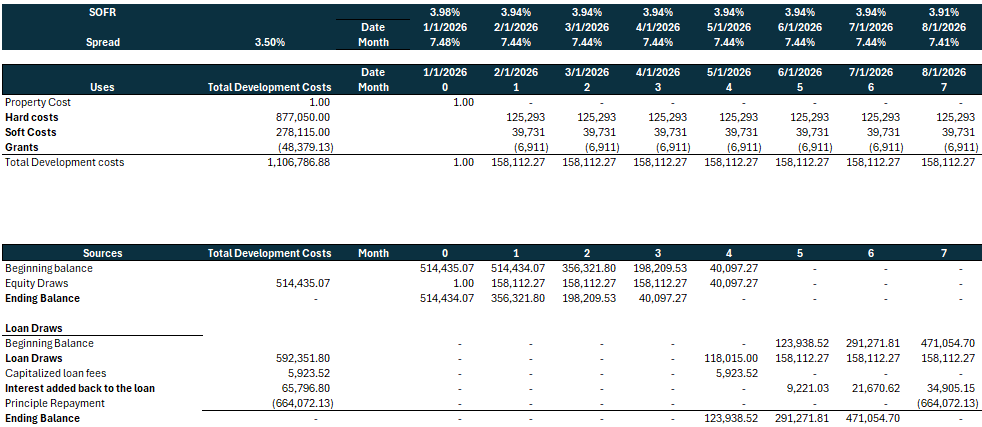 SOFR 3.98% 3.94% 3.94% 3.94% 3.94% 3.94% 3.94% 3.91%
Date 1/1/2026 2/1/2026 3/1/2026 4/1/2026 5/1/2026 6/1/2026 7/1/2026 8/1/2026
Spread 3.50% Month 7.48% 7.44% 7.44% 7.44% 7.44% 7.44% 7.44% 7.41%
Date 1/1/2026 2/1/2026 3/1/2026 4/1/2026 5/1/2026 6/1/2026 7/1/2026 8/1/2026
Uses Total Development Costs Month 0 1 2 3 4 5 6 7
Property Cost 1.00 1.00 - - - - - - -
Hard costs 877,050.00 125,293 125,293 125,293 125,293 125,293 125,293 125,293
Soft Costs 278,115.00 39,731 39,731 39,731 39,731 39,731 39,731 39,731
Grants (48,379.13) (6,911) (6,911) (6,911) (6,911) (6,911) (6,911) (6,911)
Total Development costs 1,106,786.88 1.00 158,112.27 158,112.27 158,112.27 158,112.27 158,112.27 158,112.27 158,112.27
Sources Total Development Costs Month 0 1 2 3 4 5 6 7
Beginning balance 514,435.07 514,434.07 356,321.80 198,209.53 40,097.27 - - -
Equity Draws 514,435.07 1.00 158,112.27 158,112.27 158,112.27 40,097.27 - - -
Ending Balance - 514,434.07 356,321.80 198,209.53 40,097.27 - - - -
Loan Draws
Beginning Balance - - - - - 123,938.52 291,271.81 471,054.70
Loan Draws 592,351.80 - - - - 118,015.00 158,112.27 158,112.27 158,112.27
Capitalized loan fees 5,923.52 - - - - 5,923.52 - - -
Interest added back to the loan 65,796.80 - - - - - 9,221.03 21,670.62 34,905.15
Principle Repayment (664,072.13) - - - - - - - (664,072.13)
Ending Balance - - - - - 123,938.52 291,271.81 471,054.70 -